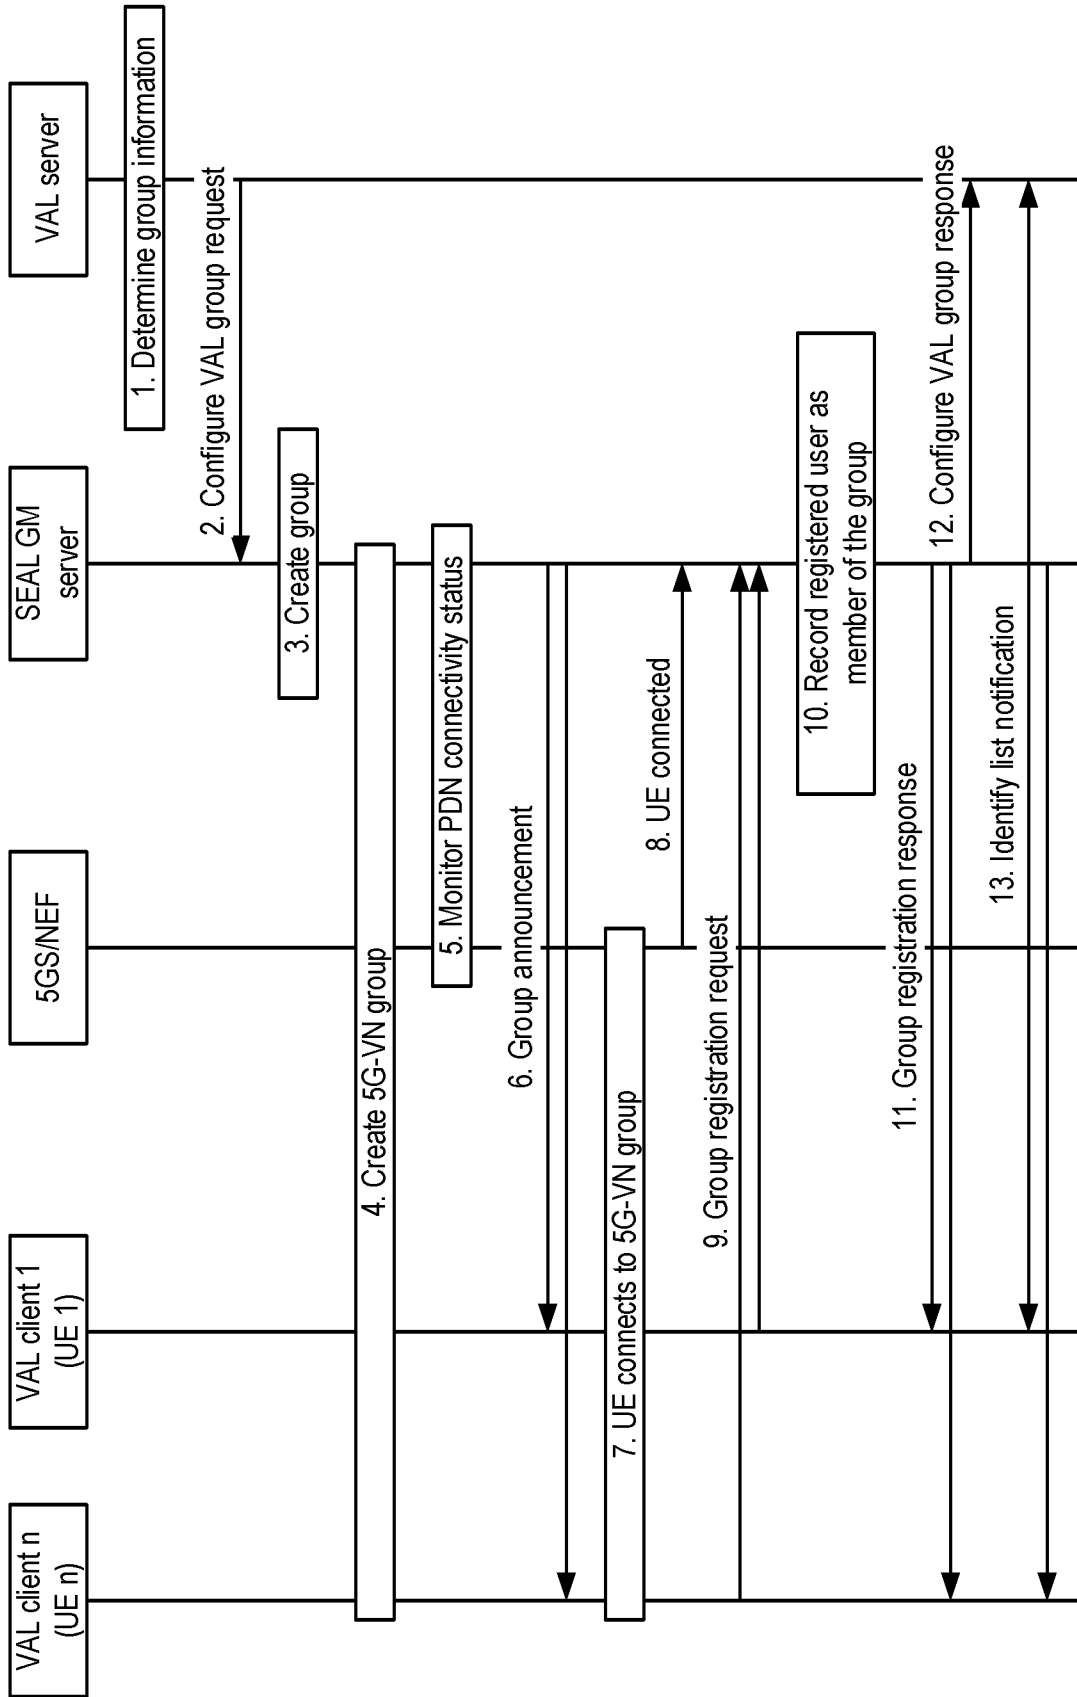 VAL client n
(UE n)
VAL client 1
(UE 1)
5GS/NEF
SEAL GM
server
VAL server
1. Determine group information
2. Configure VAL group request
3. Create group
4. Create 5G-VN group
5. Monitor PDN connectivity status
6. Group announcement
7. UE connects to 5G-VN group
8. UE connected
9. Group registration request
10. Record registered user as
member of the group
11. Group registration response
12. Configure VAL group response
13. Identify list notification